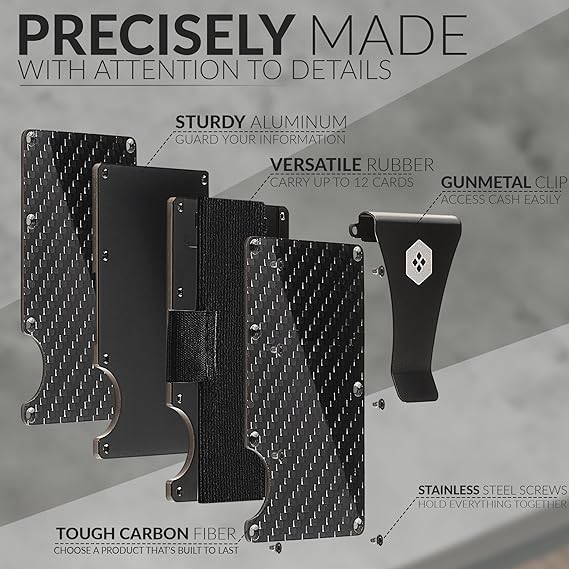 PRECISELY MADE
WITH ATTENTION TO DETAILS
STURDY ALUMINUM
GUARD YOUR INFORMATION
VERSATILE RUBBER
CARRY UP TO 12 CARDS
GUNMETAL CLIP
ACCESS CASH EASILY
STAINLESS STEEL SCREWS
HOLD EVERYTHING TOGETHER
TOUGH CARBON FIBER
CHOOSE A PRODUCT THAT'S BUILT TO LAST